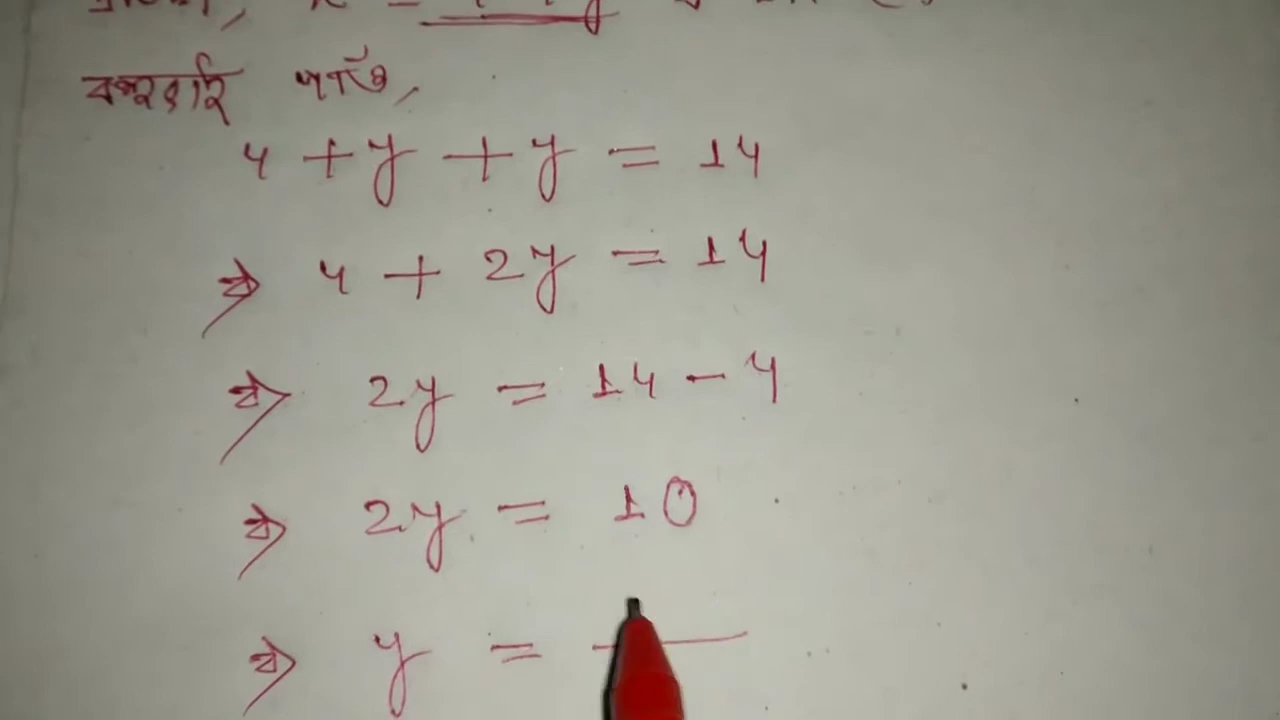 4 + y + y = 14
⇒ 4 + 2y = 14
⇒ 2y = 14 - 4
⇒ 2y = 10
⇒ y =